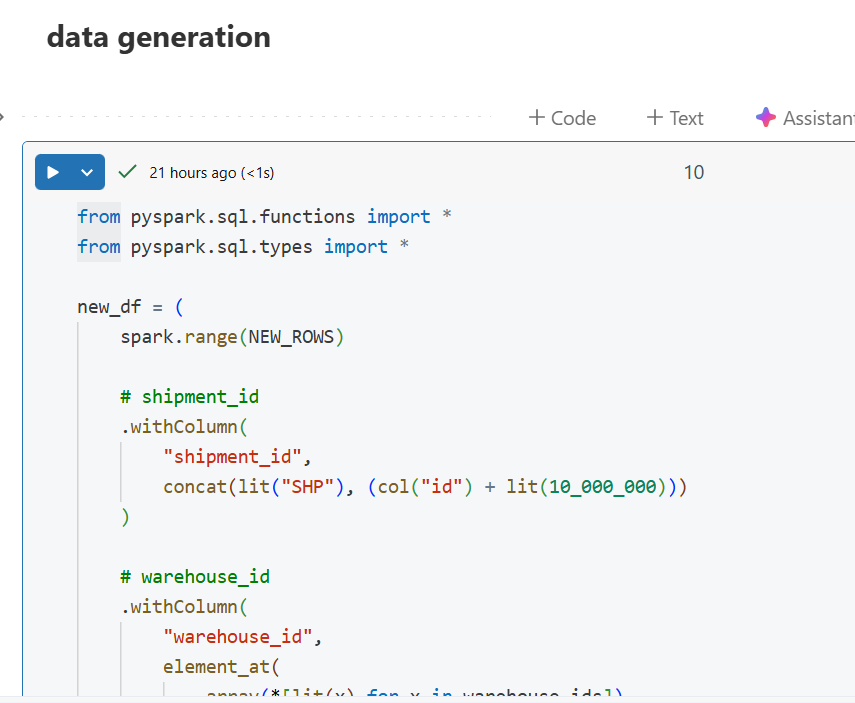 data generation
+ Code + Text Assistan
21 hours ago (<1s) 10
from pyspark.sql.functions import *
from pyspark.sql.types import *
new_df = (
spark.range(NEW_ROWS)
# shipment_id
.withColumn(
"shipment_id",
concat(lit("SHP"), (col("id") + lit(10_000_000)))
)
# warehouse_id
.withColumn(
"warehouse_id",
element_at(
array(*[lit(x) for x in warehouse_ids])